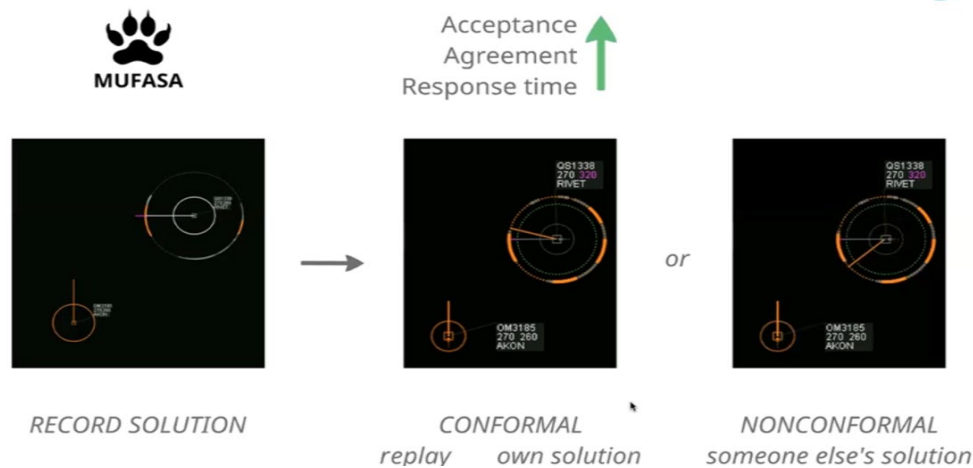 MUFASA
Acceptance
Agreement
Response time
QS1338
270 320
RIVET
OM3185
270 260
AKON
or
QS1338
270 320
RIVET
OM3185
270 260
AKON
RECORD SOLUTION
CONFORMAL
replay own solution
NONCONFORMAL
someone else's solution